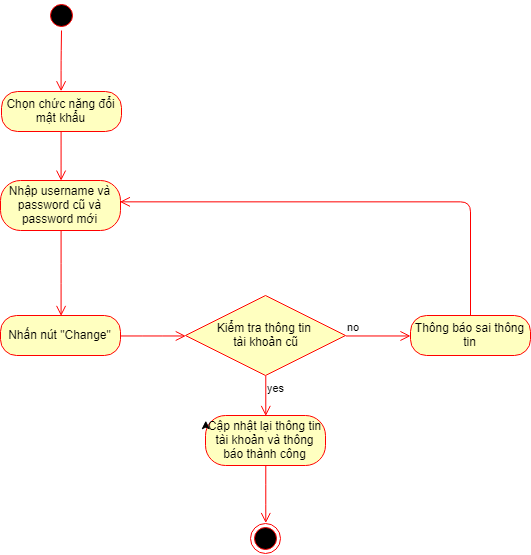 Chọn chức năng đổi
mật khẩu
Nhập username và
password cũ và
password mới
Nhấn nút "Change"
Kiểm tra thông tin
tài khoản cũ
no
Thông báo sai thông
tin
yes
Cập nhật lại thông tin
tài khoản và thông
báo thành công